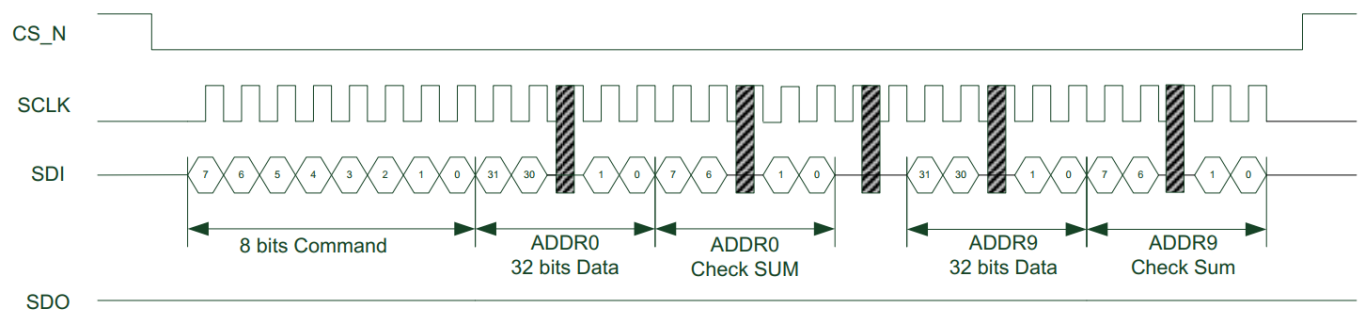 CS_N
SCLK
SDI
7 6 5 4 3 2 1 0 31 30 1 0 7 6 1 0 31 30 1 0 7 6 1 0
8 bits Command
ADDR0
32 bits Data
ADDR0
Check SUM
ADDR9
32 bits Data
ADDR9
Check Sum
SDO